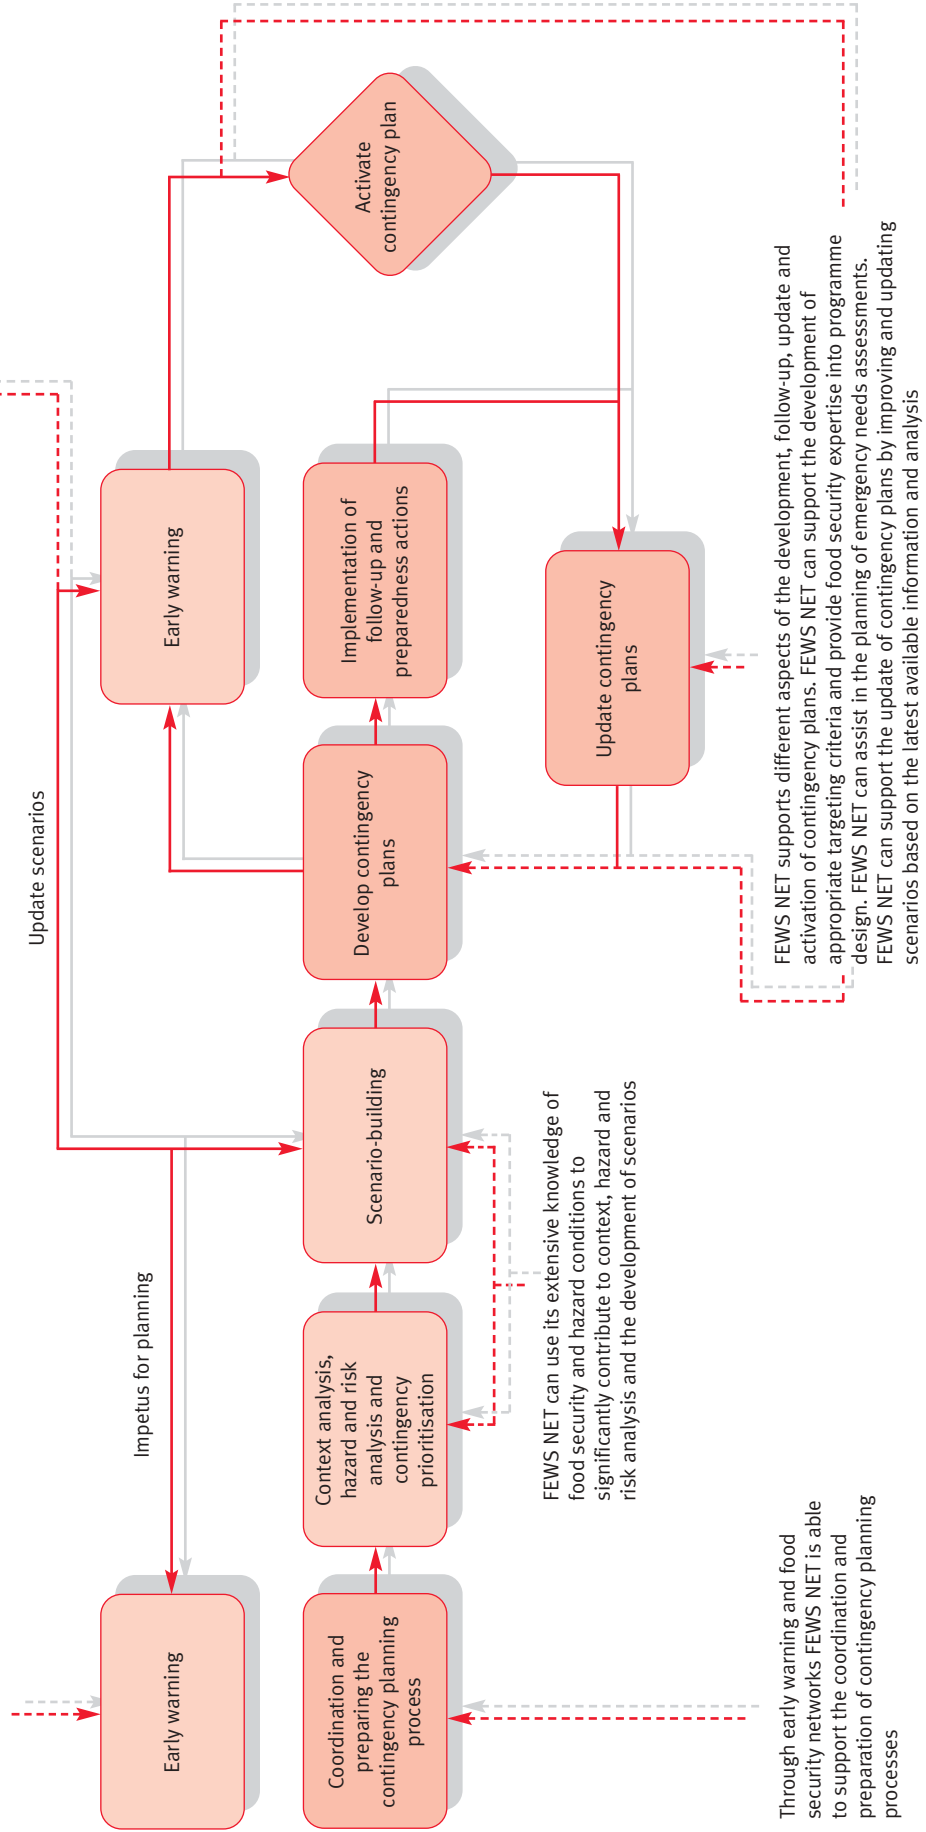 Update scenarios
Impetus for planning
Early warning
Early warning
Activate
contingency plan
Coordination and
preparing the
contingency planning
process
Context analysis,
hazard and risk
analysis and
contingency
prioritisation
Scenario-building
Develop contingency
plans
Implementation of
follow-up and
preparedness actions
Update contingency
plans
FEWS NET can use its extensive knowledge of
food security and hazard conditions to
significantly contribute to context, hazard and
risk analysis and the development of scenarios
Through early warning and food
security networks FEWS NET is able
to support the coordination and
preparation of contingency planning
processes
FEWS NET supports different aspects of the development, follow-up, update and
activation of contingency plans. FEWS NET can support the development of
appropriate targeting criteria and provide food security expertise into programme
design. FEWS NET can assist in the planning of emergency needs assessments.
FEWS NET can support the update of contingency plans by improving and updating
scenarios based on the latest available information and analysis